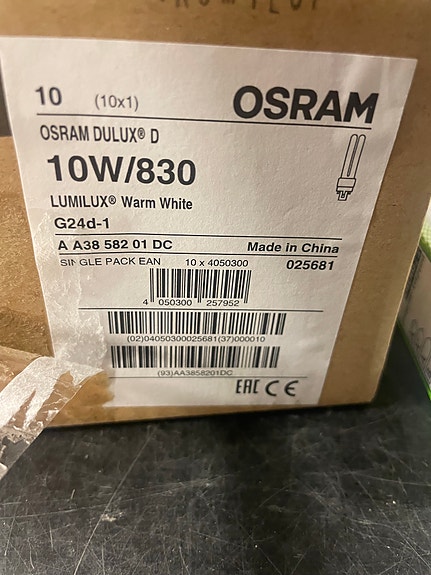 10 (10x1) OSRAM
OSRAM DULUX® D
10W/830
LUMILUX® Warm White
G24d-1
A A38 582 01 DC Made in China
SINGLE PACK EAN 10 x 4050300 025681
4 050300 257952
(02)04050300025681(37)000010
(93)AA3858201DC
EAC CE